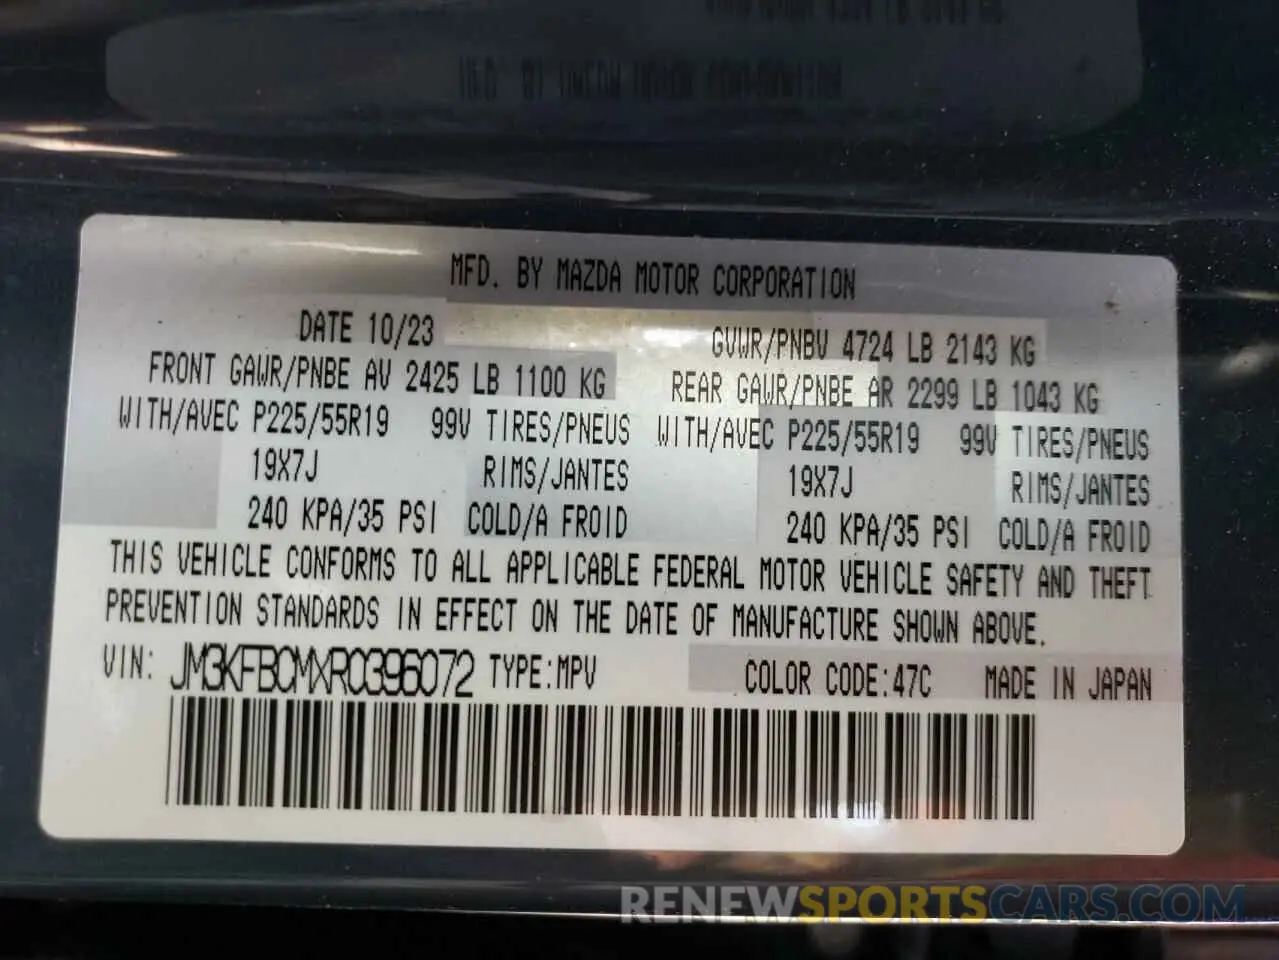 MFD. BY MAZDA MOTOR CORPORATION
DATE 10/23 GVWR/PNBV 4724 LB 2143 KG
FRONT GAWR/PNBE AV 2425 LB 1100 KG REAR GAWR/PNBE AR 2299 LB 1043 KG
WITH/AVEC P225/55R19 99V TIRES/PNEUS WITH/AVEC P225/55R19 99V TIRES/PNEUS
19X7J RIMS/JANTES 19X7J RIMS/JANTES
240 KPA/35 PSI COLD/A FROID 240 KPA/35 PSI COLD/A FROID
THIS VEHICLE CONFORMS TO ALL APPLICABLE FEDERAL MOTOR VEHICLE SAFETY AND THEFT
PREVENTION STANDARDS IN EFFECT ON THE DATE OF MANUFACTURE SHOWN ABOVE.
VIN: JM3KFBCMXR0396072 TYPE:MPV COLOR CODE:47C MADE IN JAPAN
RENEWSPORTSCARS.COM